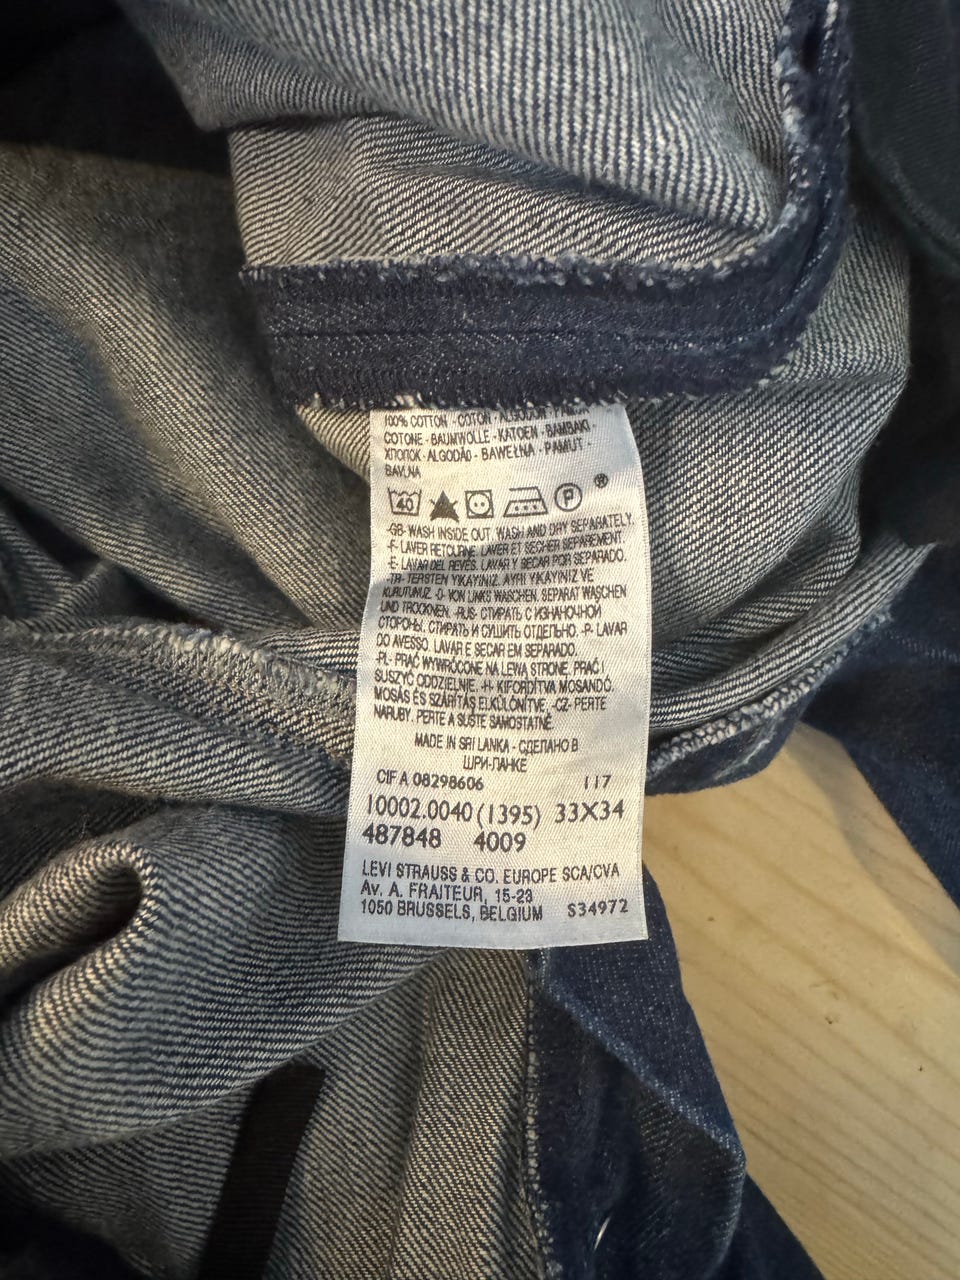 100% COTTON - COTON - ALGODON - PAMUK
COTONE - BAUMWOLLE - KATOEN - BAMBAKI -
ХЛОПОК - ALGODÃO - BAWEŁNA - PAMUT -
BAVLNA
40 P ®
-GB- WASH INSIDE OUT. WASH AND DRY SEPARATELY.
-F- LAVER RETOURNE. LAVER ET SECHER SEPAREMENT.
-E- LAVAR DEL REVÉS. LAVAR Y SECAR POR SEPARADO.
-TR- TERSTEN YIKAYINIZ. AYRI YIKAYINIZ VE
KURUTUNUZ. -D- VON LINKS WASCHEN. SEPARAT WASCHEN
UND TROCKNEN. -RUS- СТИРАТЬ С ИЗНАНОЧНОЙ
СТОРОНЫ. СТИРАТЬ И СУШИТЬ ОТДЕЛЬНО. -P- LAVAR
DO AVESSO. LAVAR E SECAR EM SEPARADO.
-PL- PRAĆ WYWRÓCONE NA LEWĄ STRONĘ. PRAĆ I
SUSZYĆ ODDZIELNIE. -H- KIFORDÍTVA MOSANDÓ.
MOSÁS ÉS SZÁRÍTÁS ELKÜLÖNÍTVE. -CZ- PERTE
NARUBY. PERTE A SUŠTE SAMOSTATNĚ.
MADE IN SRI LANKA - СДЕЛАНО В
ШРИ-ЛАНКЕ
CIF A 08298606 117
10002.0040 (1395) 33X34
487848 4009
LEVI STRAUSS & CO. EUROPE SCA/CVA
Av. A. FRAITEUR, 15-23
1050 BRUSSELS, BELGIUM S34972